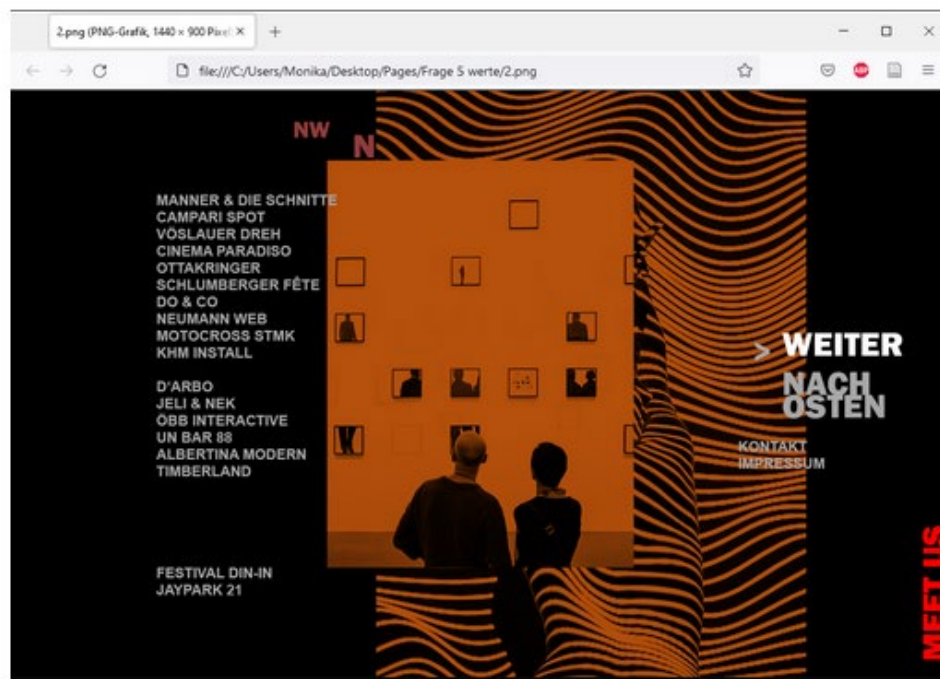 2.png (PNG-Grafik, 1440 × 900 Pixel
file:///C:/Users/Monika/Desktop/Pages/Frage 5 werte/2.png
ABP
NW
N
MANNER & DIE SCHNITTE
CAMPARI SPOT
VÖSLAUER DREH
CINEMA PARADISO
OTTAKRINGER
SCHLUMBERGER FÊTE
DO & CO
NEUMANN WEB
MOTOCROSS STMK
KHM INSTALL
D'ARBO
JELI & NEK
ÖBB INTERACTIVE
UN BAR 88
ALBERTINA MODERN
TIMBERLAND
FESTIVAL DIN-IN
JAYPARK 21
> WEITER
NACH
OSTEN
KONTAKT
IMPRESSUM
MEET US